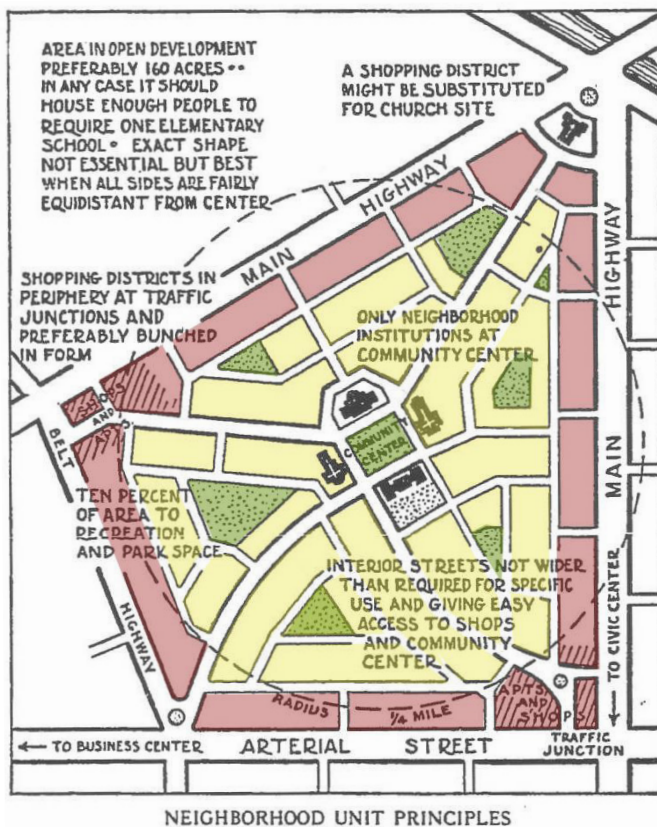 AREA IN OPEN DEVELOPMENT
PREFERABLY 160 ACRES ••
IN ANY CASE IT SHOULD
HOUSE ENOUGH PEOPLE TO
REQUIRE ONE ELEMENTARY
SCHOOL • EXACT SHAPE
NOT ESSENTIAL BUT BEST
WHEN ALL SIDES ARE FAIRLY
EQUIDISTANT FROM CENTER
A SHOPPING DISTRICT
MIGHT BE SUBSTITUTED
FOR CHURCH SITE
MAIN HIGHWAY
HIGHWAY
MAIN
SHOPPING DISTRICTS IN
PERIPHERY AT TRAFFIC
JUNCTIONS AND
PREFERABLY BUNCHED
IN FORM
ONLY NEIGHBORHOOD
INSTITUTIONS AT
COMMUNITY CENTER
SHOPS
AND
APTS
BELT
HIGHWAY
COMMUNITY
CENTER
TEN PERCENT
OF AREA TO
RECREATION
AND PARK SPACE
INTERIOR STREETS NOT WIDER
THAN REQUIRED FOR SPECIFIC
USE AND GIVING EASY
ACCESS TO SHOPS
AND COMMUNITY
CENTER
→ TO CIVIC CENTER
RADIUS 1/4 MILE
APTS
AND
SHOPS
← TO BUSINESS CENTER
ARTERIAL STREET
TRAFFIC
JUNCTION
NEIGHBORHOOD UNIT PRINCIPLES